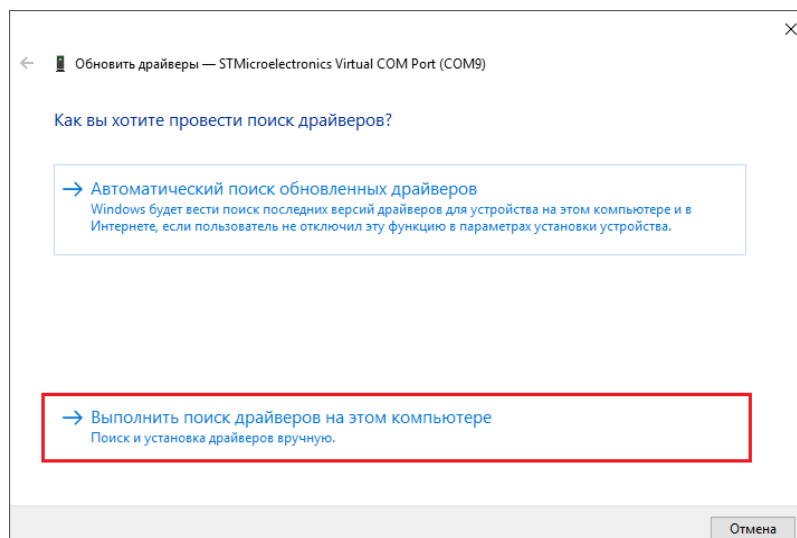 Обновить драйверы — STMicroelectronics Virtual COM Port (COM9)
Как вы хотите провести поиск драйверов?
Автоматический поиск обновленных драйверов
Windows будет вести поиск последних версий драйверов для устройства на этом компьютере и в
Интернете, если пользователь не отключил эту функцию в параметрах установки устройства.
Выполнить поиск драйверов на этом компьютере
Поиск и установка драйверов вручную.
Отмена